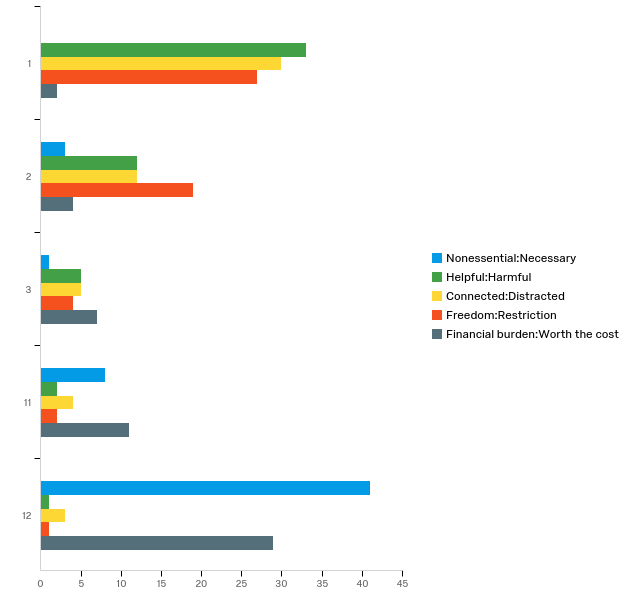 1
2
3
11
12
0 5 10 15 20 25 30 35 40 45
Nonessential:Necessary
Helpful:Harmful
Connected:Distracted
Freedom:Restriction
Financial burden:Worth the cost